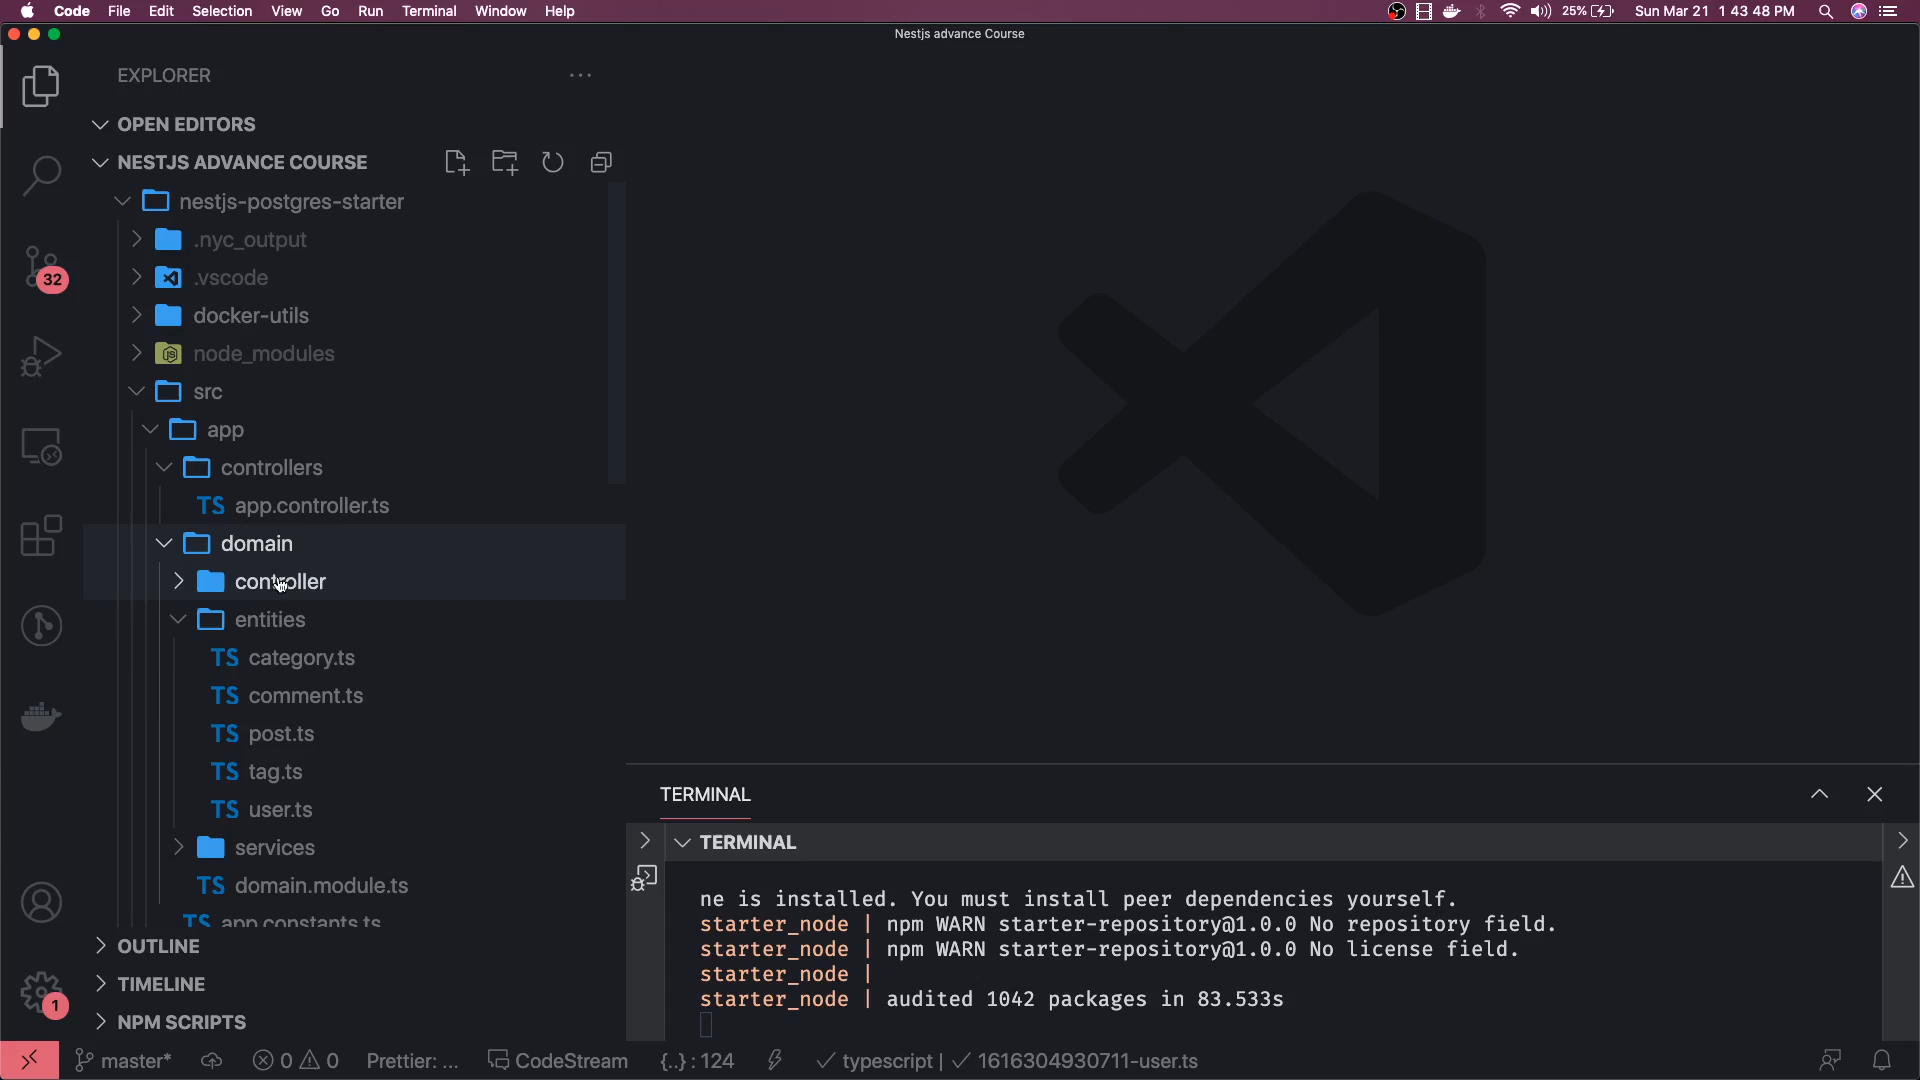 Code File Edit Selection View Go Run Terminal Window Help 25% Sun Mar 21 1 43 48 PM
Nestjs advance Course
EXPLORER ...
OPEN EDITORS
NESTJS ADVANCE COURSE
nestjs-postgres-starter
.nyc_output
.vscode
docker-utils
node_modules
src
app
controllers
TS app.controller.ts
domain
controller
entities
TS category.ts
TS comment.ts
TS post.ts
TS tag.ts
TS user.ts
services
TS domain.module.ts
TS app.constants.ts
OUTLINE
TIMELINE
NPM SCRIPTS
32
1
TERMINAL
TERMINAL
ne is installed. You must install peer dependencies yourself.
starter_node | npm WARN starter-repository@1.0.0 No repository field.
starter_node | npm WARN starter-repository@1.0.0 No license field.
starter_node |
starter_node | audited 1042 packages in 83.533s
master* 0 0 Prettier: ... CodeStream {..} : 124 typescript | 1616304930711-user.ts